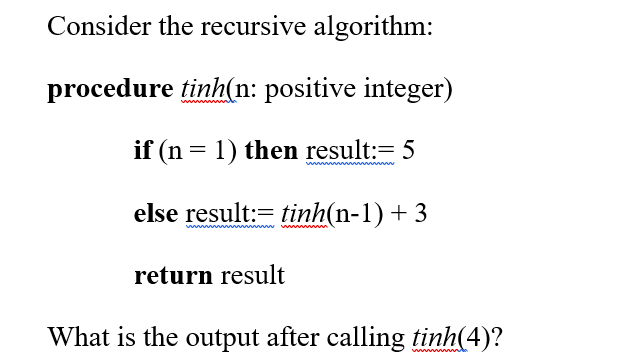 Consider the recursive algorithm:
procedure tinh(n: positive integer)
if (n = 1) then result:= 5
else result:= tinh(n-1) + 3
return result
What is the output after calling tinh(4)?